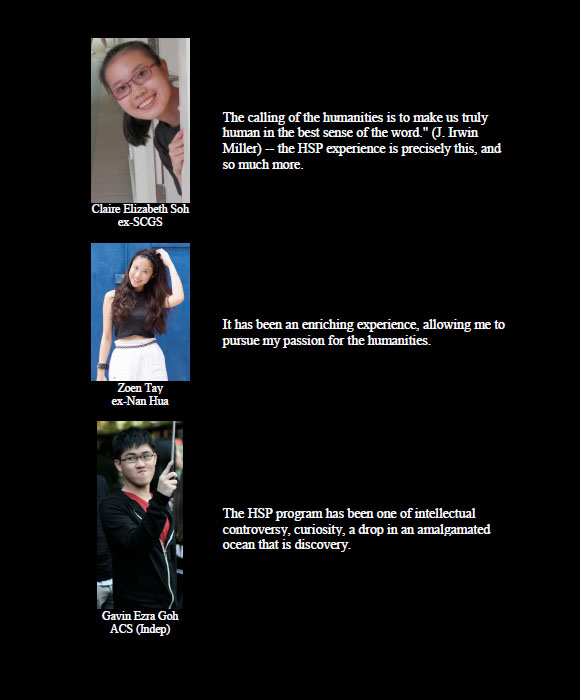 The calling of the humanities is to make us truly
human in the best sense of the word." (J. Irwin
Miller) -- the HSP experience is precisely this, and
so much more.
Claire Elizabeth Soh
ex-SCGS
It has been an enriching experience, allowing me to
pursue my passion for the humanities.
Zoen Tay
ex-Nan Hua
The HSP program has been one of intellectual
controversy, curiosity, a drop in an amalgamated
ocean that is discovery.
Gavin Ezra Goh
ACS (Indep)